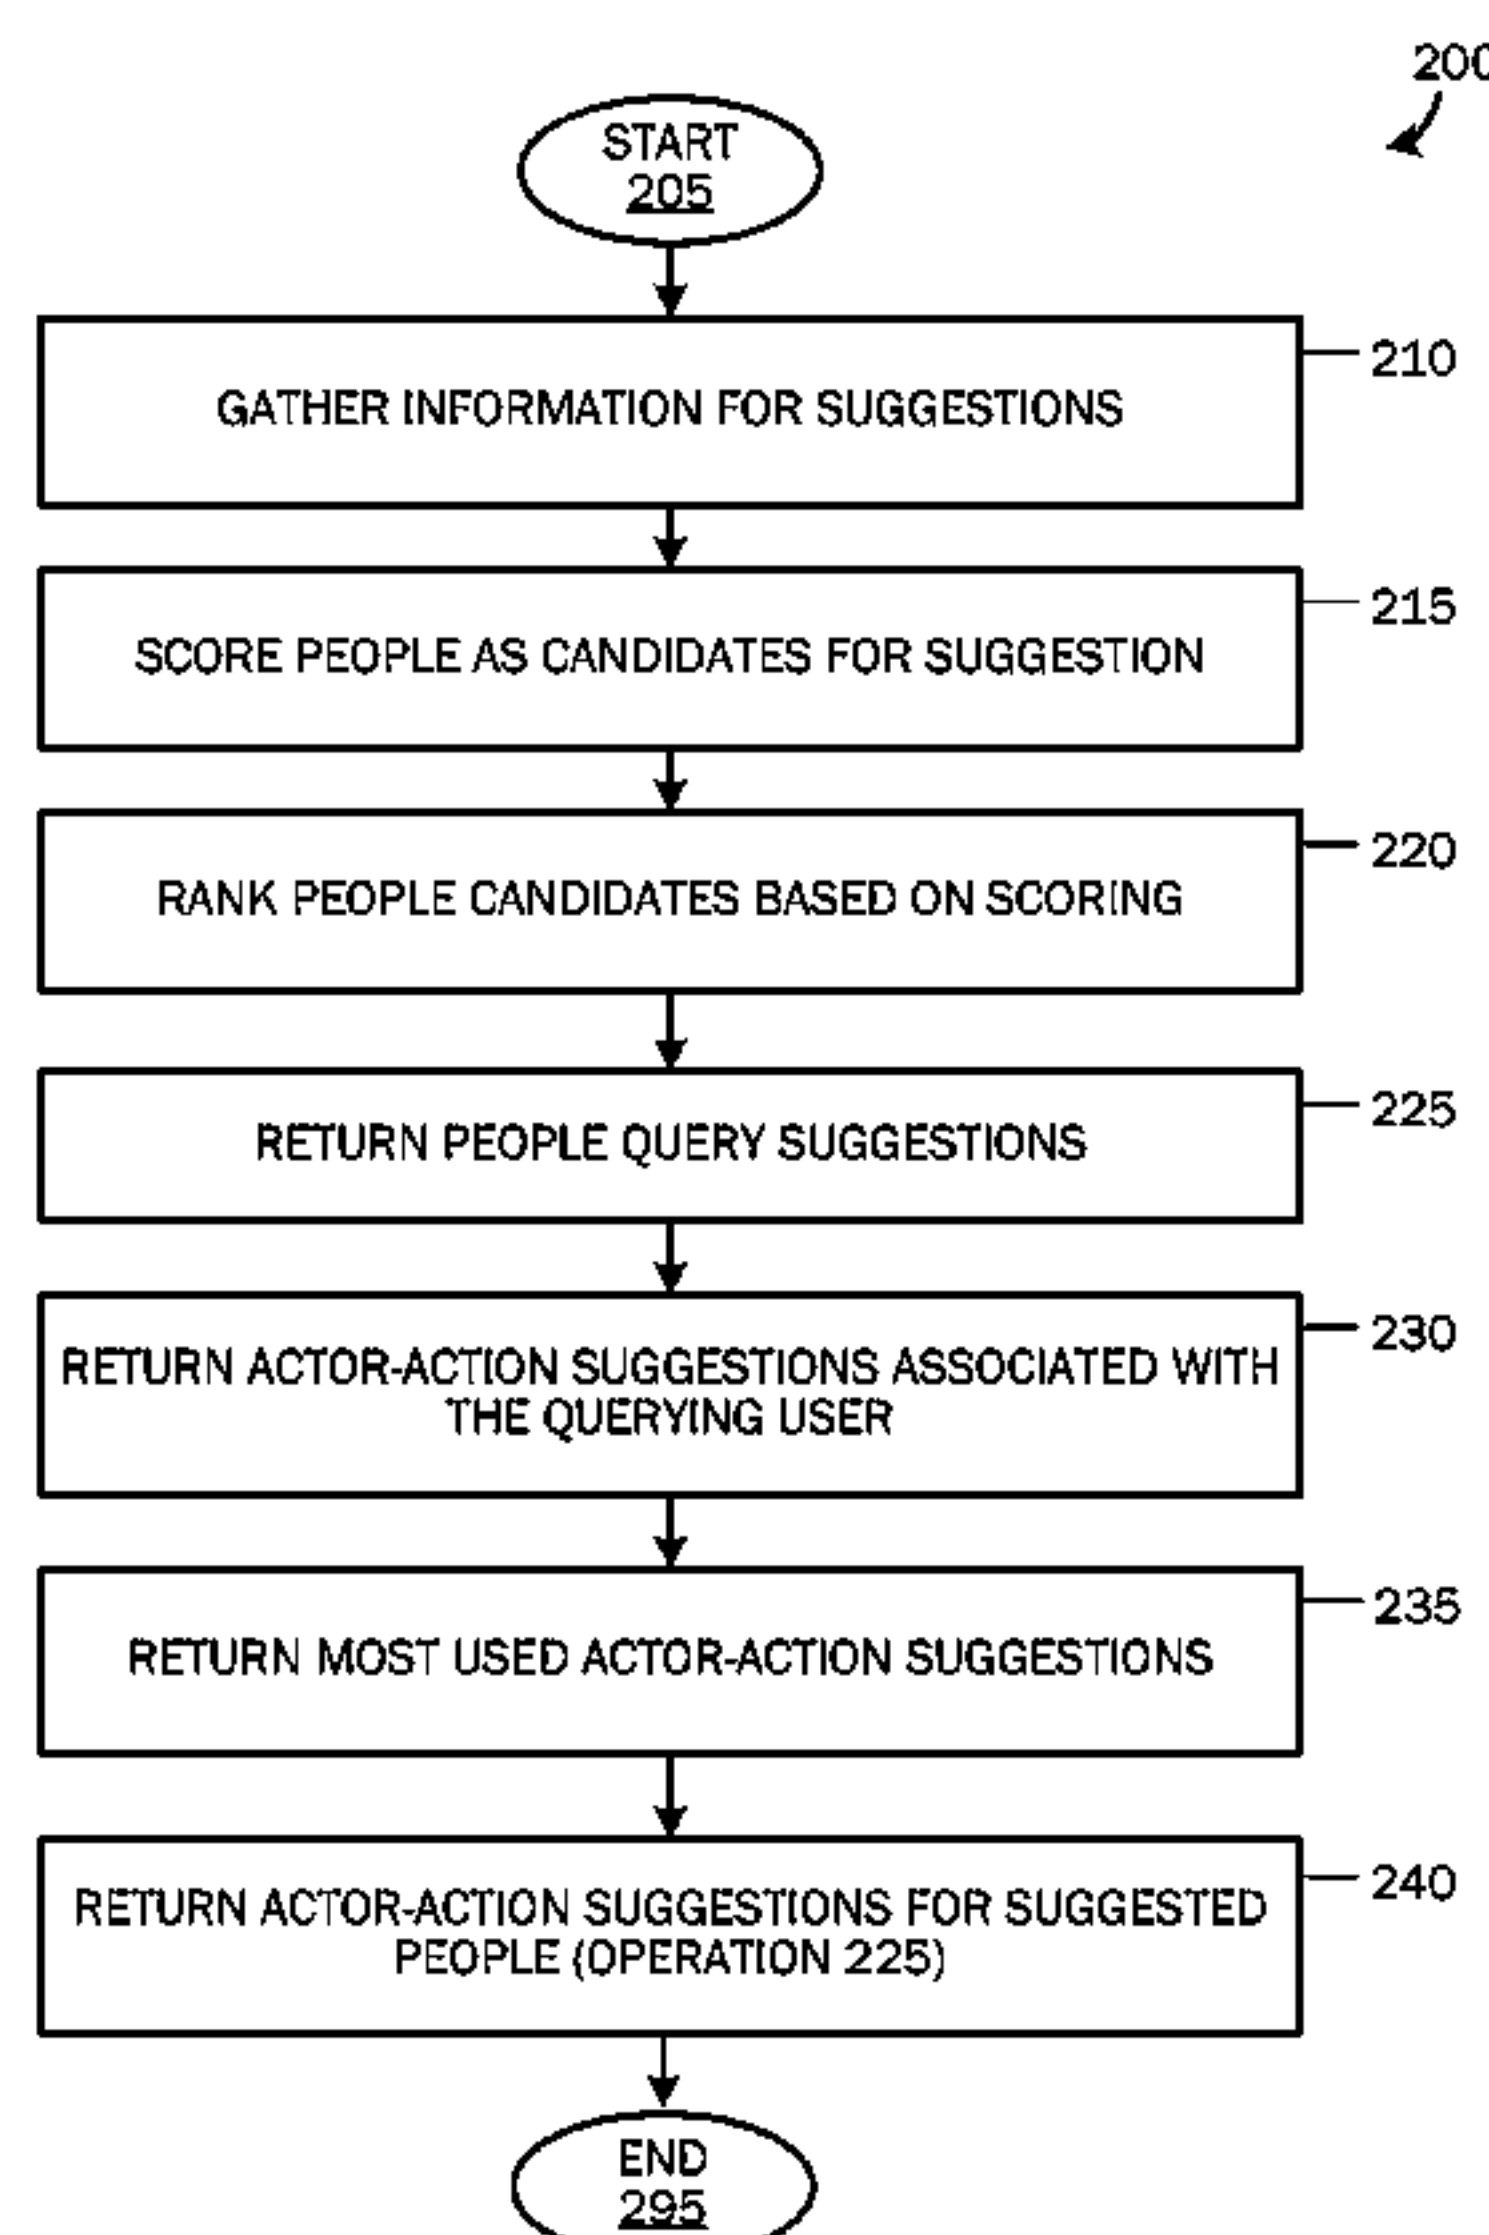 200
START
205
GATHER INFORMATION FOR SUGGESTIONS
210
SCORE PEOPLE AS CANDIDATES FOR SUGGESTION
215
RANK PEOPLE CANDIDATES BASED ON SCORING
220
RETURN PEOPLE QUERY SUGGESTIONS
225
RETURN ACTOR-ACTION SUGGESTIONS ASSOCIATED WITH
THE QUERYING USER
230
RETURN MOST USED ACTOR-ACTION SUGGESTIONS
235
RETURN ACTOR-ACTION SUGGESTIONS FOR SUGGESTED
PEOPLE (OPERATION 225)
240
END
295